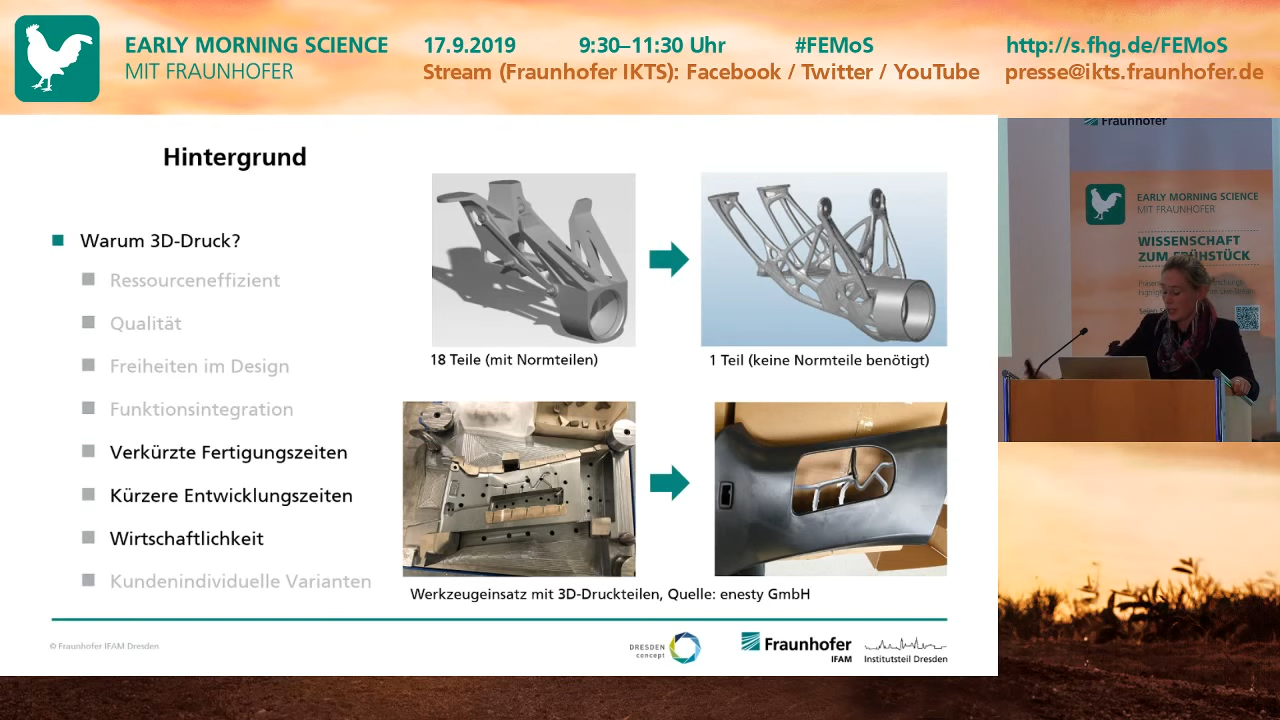 EARLY MORNING SCIENCE
MIT FRAUNHOFER
17.9.2019 9:30–11:30 Uhr #FEMoS
Stream (Fraunhofer IKTS): Facebook / Twitter / YouTube
http://s.fhg.de/FEMoS
presse@ikts.fraunhofer.de
Hintergrund
Warum 3D-Druck?
Ressourceneffizient
Qualität
Freiheiten im Design
Funktionsintegration
Verkürzte Fertigungszeiten
Kürzere Entwicklungszeiten
Wirtschaftlichkeit
Kundenindividuelle Varianten
18 Teile (mit Normteilen)
1 Teil (keine Normteile benötigt)
Werkzeugeinsatz mit 3D-Druckteilen, Quelle: enesty GmbH
© Fraunhofer IFAM Dresden
DRESDEN
concept
Fraunhofer
IFAM
Institutsteil Dresden
Fraunhofer
EARLY MORNING SCIENCE
MIT FRAUNHOFER
WISSENSCHAFT
ZUM FRÜHSTÜCK